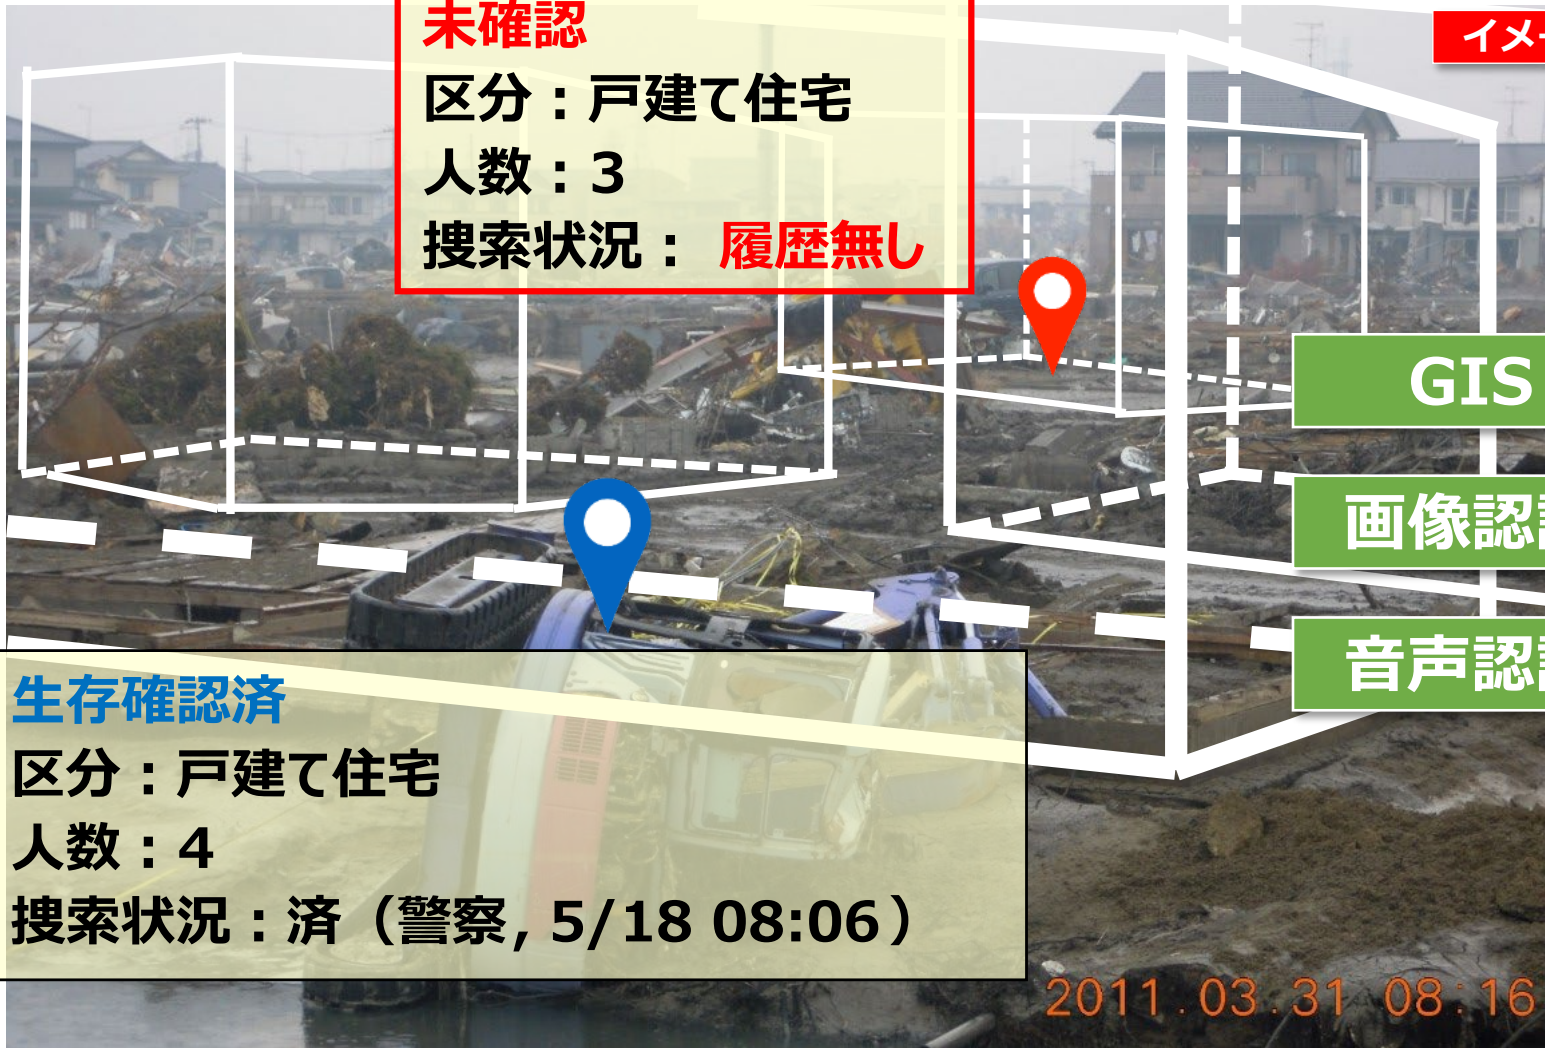 未確認
区分：戸建て住宅
人数：3
捜索状況： 履歴無し
イメー
GIS
画像認
音声認
生存確認済
区分：戸建て住宅
人数：4
捜索状況：済（警察, 5/18 08:06）
2011.03.31 08:16